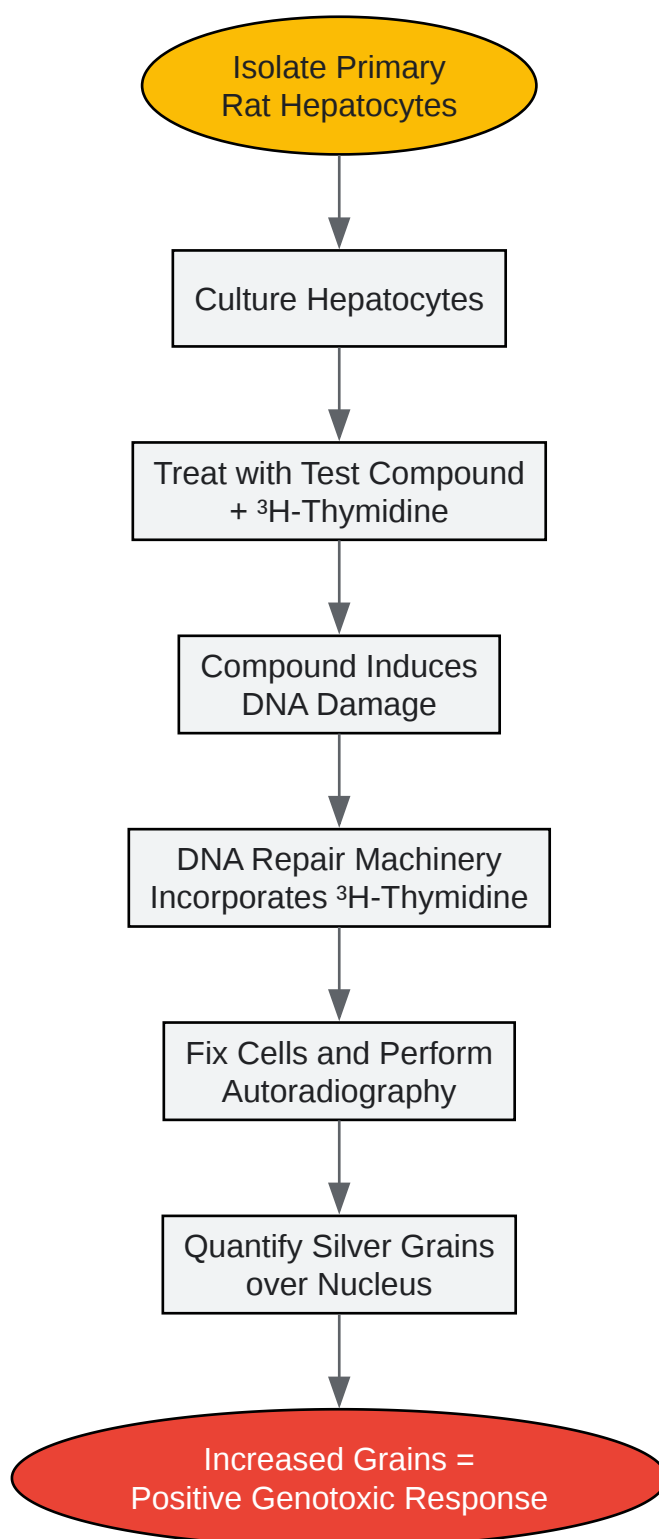 Isolate Primary
Rat Hepatocytes
Culture Hepatocytes
Treat with Test Compound
+ ³H-Thymidine
Compound Induces
DNA Damage
DNA Repair Machinery
Incorporates ³H-Thymidine
Fix Cells and Perform
Autoradiography
Quantify Silver Grains
over Nucleus
Increased Grains =
Positive Genotoxic Response